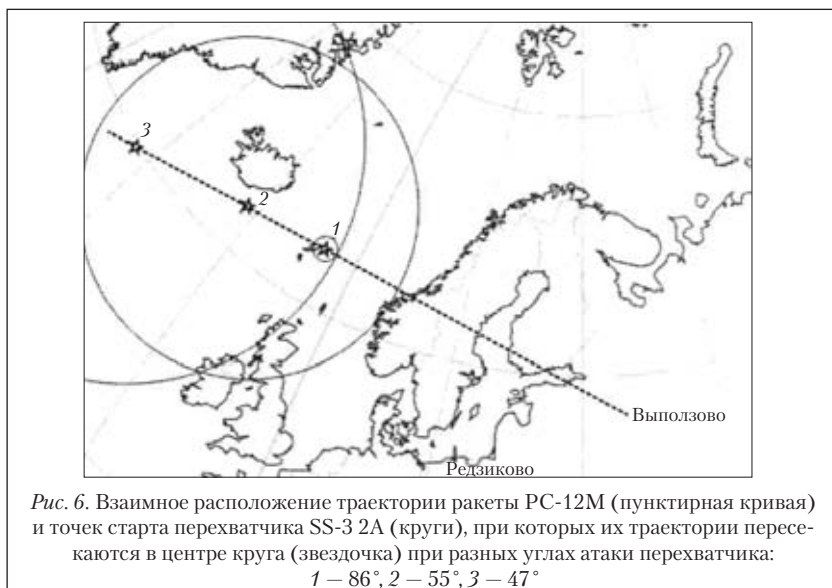 3
2
1
Выползово
Редзиково
Рис. 6. Взаимное расположение траектории ракеты РС-12М (пунктирная кривая)
и точек старта перехватчика SS-3 2A (круги), при которых их траектории пересе-
каются в центре круга (звездочка) при разных углах атаки перехватчика:
1 — 86°, 2 — 55°, 3 — 47°